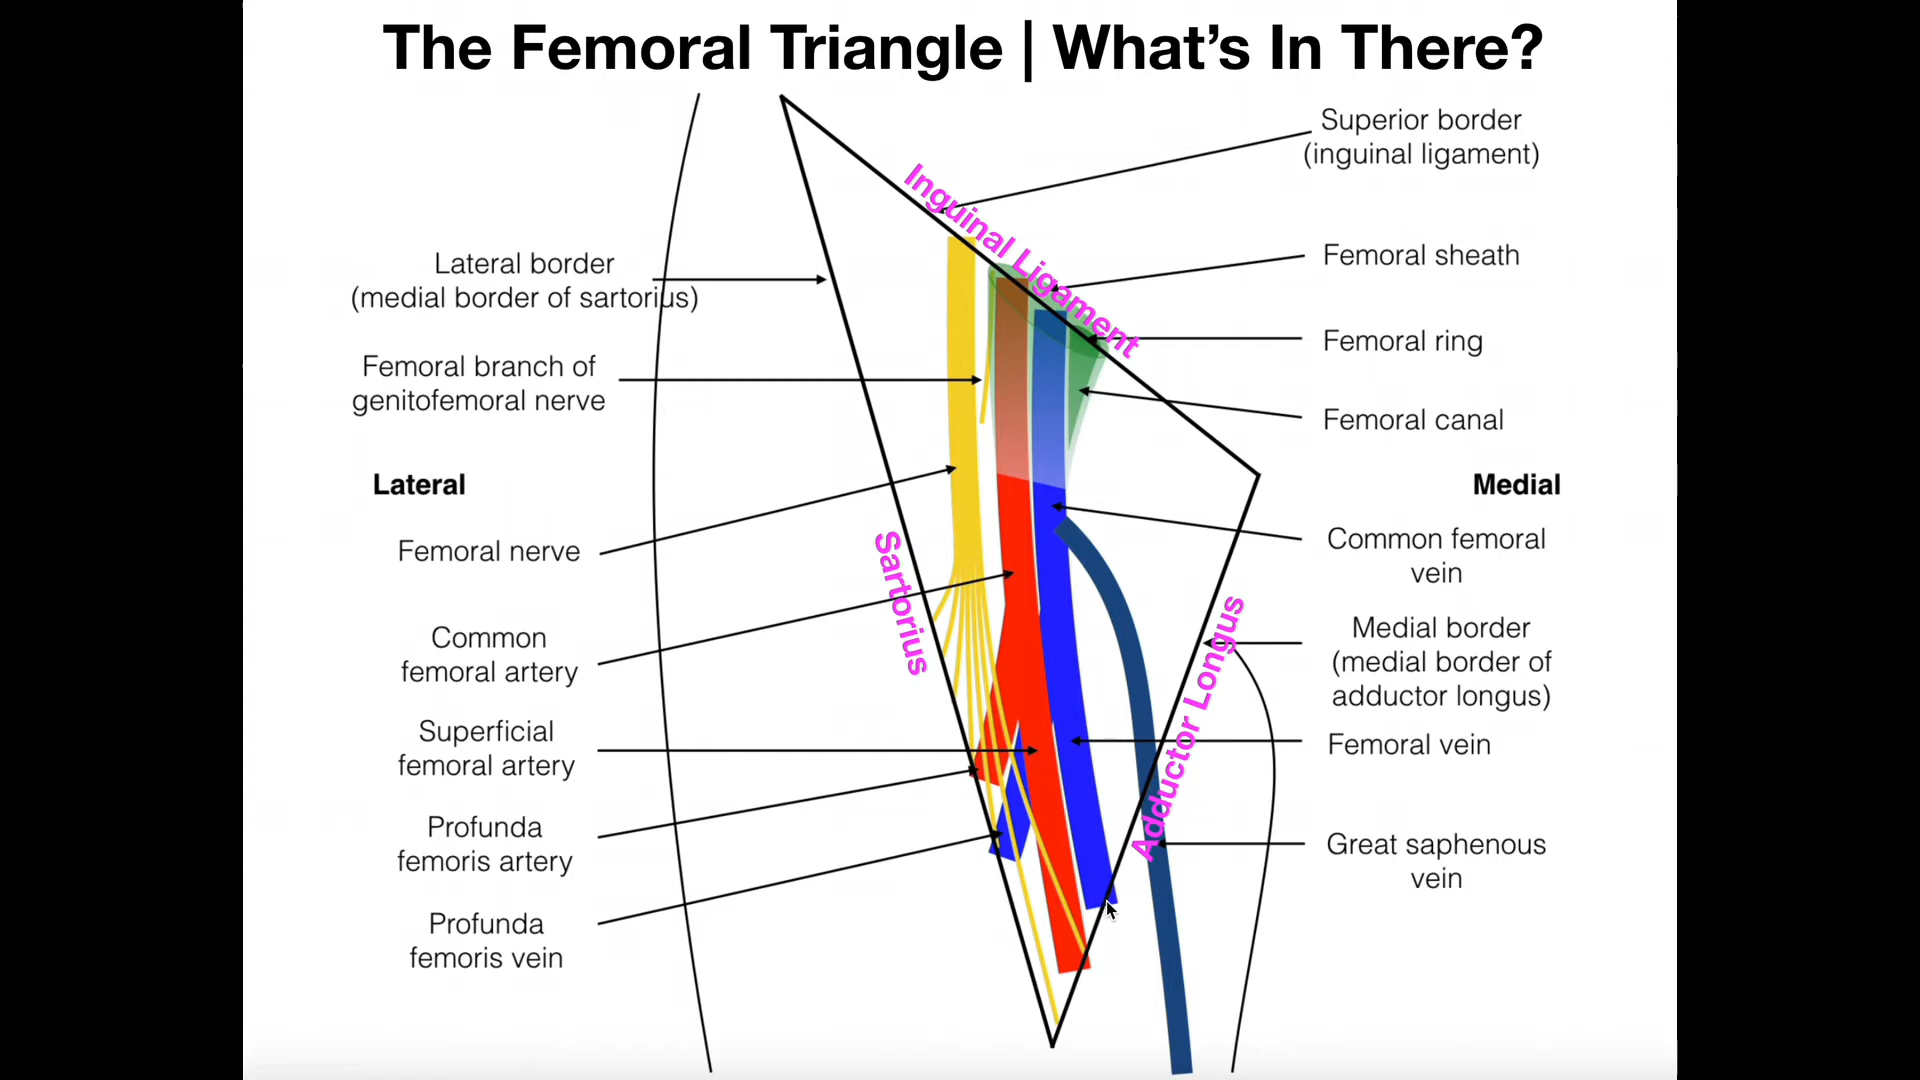 The Femoral Triangle | What's In There?
Superior border
(inguinal ligament)
Inguinal Ligament
Femoral sheath
Lateral border
(medial border of sartorius)
Femoral ring
Femoral branch of
genitofemoral nerve
Femoral canal
Lateral
Medial
Femoral nerve
Common femoral
vein
Sartorius
Common
femoral artery
Medial border
(medial border of
adductor longus)
Adductor Longus
Superficial
femoral artery
Femoral vein
Profunda
femoris artery
Great saphenous
vein
Profunda
femoris vein